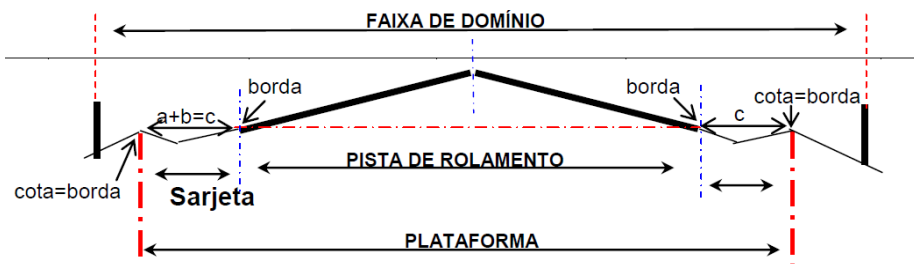 FAIXA DE DOMÍNIO
borda
borda
cota=borda
a+b=c
c
PISTA DE ROLAMENTO
cota=borda
Sarjeta
PLATAFORMA